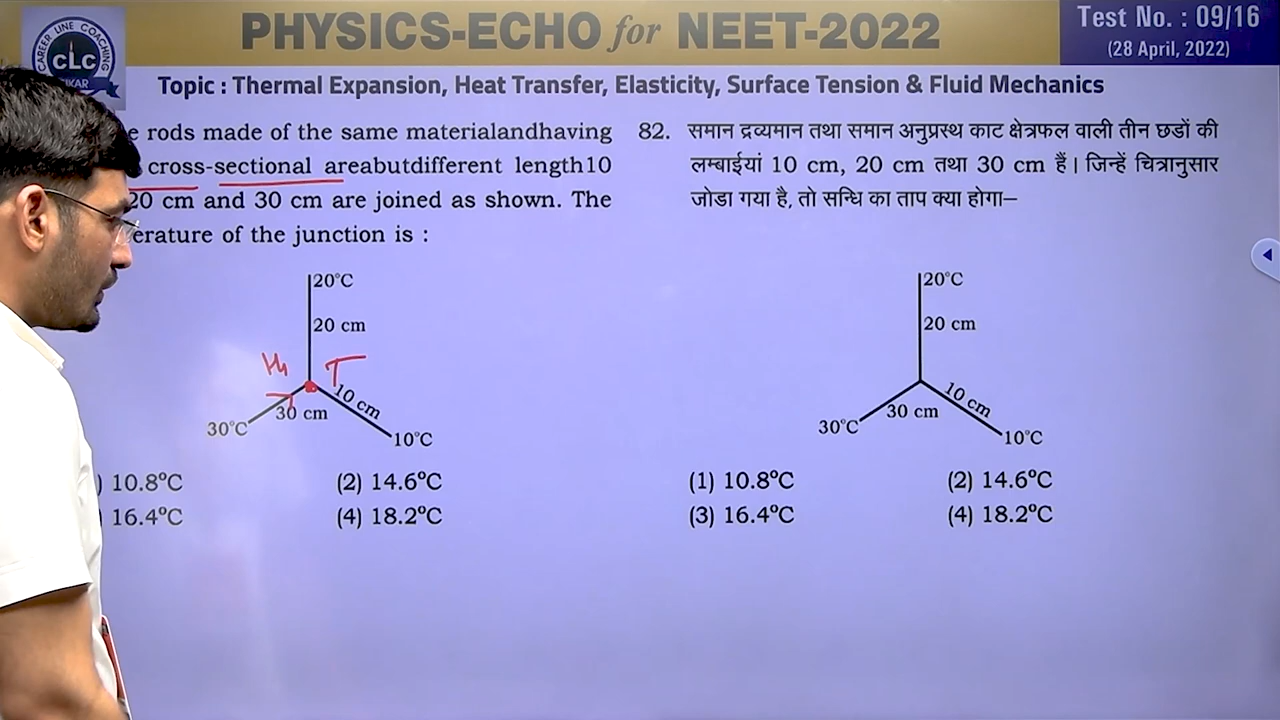 PHYSICS-ECHO for NEET-2022
Test No. : 09/16
(28 April, 2022)
CAREER LINE COACHING
CLC
KAR
Topic : Thermal Expansion, Heat Transfer, Elasticity, Surface Tension & Fluid Mechanics
e rods made of the same materialandhaving
cross-sectional areabutdifferent length10
20 cm and 30 cm are joined as shown. The
erature of the junction is :
20°C
20 cm
H₁
T
10 cm
30 cm
30°C
10°C
) 10.8°C
(2) 14.6°C
) 16.4°C
(4) 18.2°C
82. समान द्रव्यमान तथा समान अनुप्रस्थ काट क्षेत्रफल वाली तीन छडों की
लम्बाईयां 10 cm, 20 cm तथा 30 cm हैं। जिन्हें चित्रानुसार
जोडा गया है, तो सन्धि का ताप क्या होगा–
20°C
20 cm
10 cm
30 cm
30°C
10°C
(1) 10.8°C
(2) 14.6°C
(3) 16.4°C
(4) 18.2°C